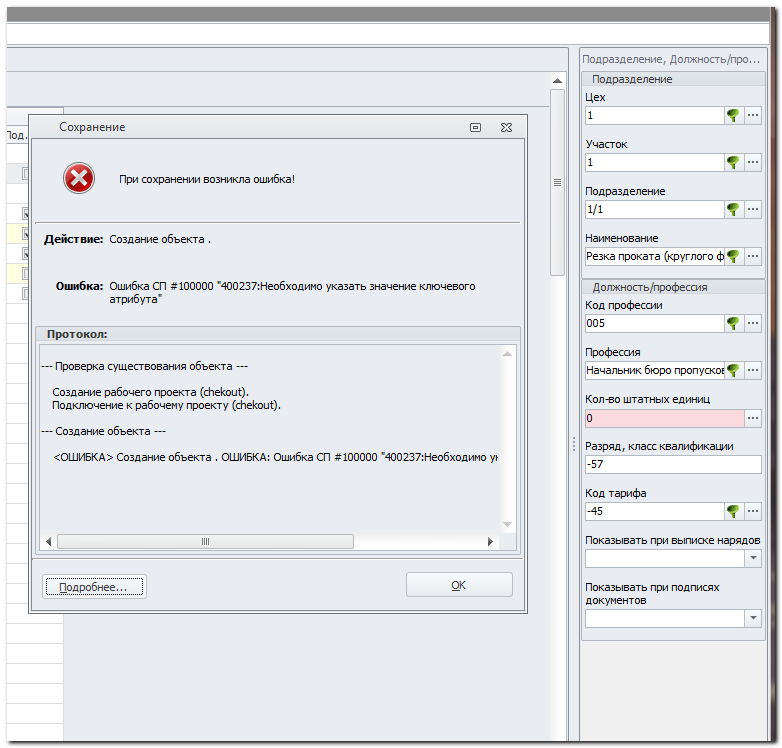 Подразделение, Должность/про...
Подразделение
Цех
1
Участок
1
Подразделение
1/1
Наименование
Резка проката (круглого ф
Должность/профессия
Код профессии
005
Профессия
Начальник бюро пропусков
Кол-во штатных единиц
0
Разряд, класс квалификации
-57
Код тарифа
-45
Показывать при выписке нарядов
Показывать при подписях
документов
Под.
Сохранение
При сохранении возникла ошибка!
Действие: Создание объекта .
Ошибка: Ошибка СП #100000 "400237:Необходимо указать значение ключевого
атрибута"
Протокол:
--- Проверка существования объекта ---
Создание рабочего проекта (chekout).
Подключение к рабочему проекту (chekout).
--- Создание объекта ---
<ОШИБКА> Создание объекта . ОШИБКА: Ошибка СП #100000 "400237:Необходимо ук
Подробнее...
OK